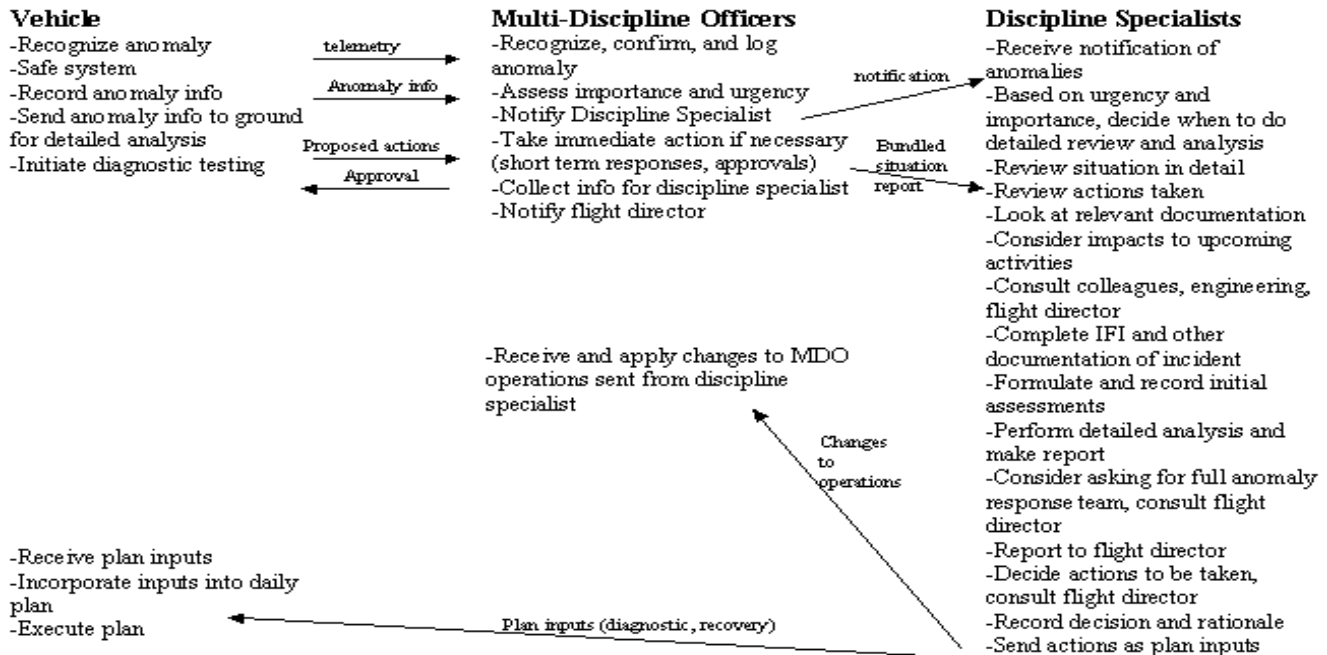 Vehicle
-Recognize anomaly
-Safe system
-Record anomaly info
-Send anomaly info to ground
for detailed analysis
-Initiate diagnostic testing
telemetry
Anomaly info
Proposed actions
Approval
Multi-Discipline Officers
-Recognize, confirm, and log
anomaly
-Assess importance and urgency
-Notify Discipline Specialist
-Take immediate action if necessary
(short term responses, approvals)
-Collect info for discipline specialist
-Notify flight director
notification
Bundled
situation
report
Discipline Specialists
-Receive notification of
anomalies
-Based on urgency and
importance, decide when to do
detailed review and analysis
-Review situation in detail
-Review actions taken
-Look at relevant documentation
-Consider impacts to upcoming
activities
-Consult colleagues, engineering,
flight director
-Complete IFI and other
documentation of incident
-Formulate and record initial
assessments
-Perform detailed analysis and
make report
-Consider asking for full anomaly
response team, consult flight
director
-Report to flight director
-Decide actions to be taken,
consult flight director
-Record decision and rationale
-Send actions as plan inputs
-Receive and apply changes to MDO
operations sent from discipline
specialist
Changes
to
operations
-Receive plan inputs
-Incorporate inputs into daily
plan
-Execute plan
Plan inputs (diagnostic, recovery)